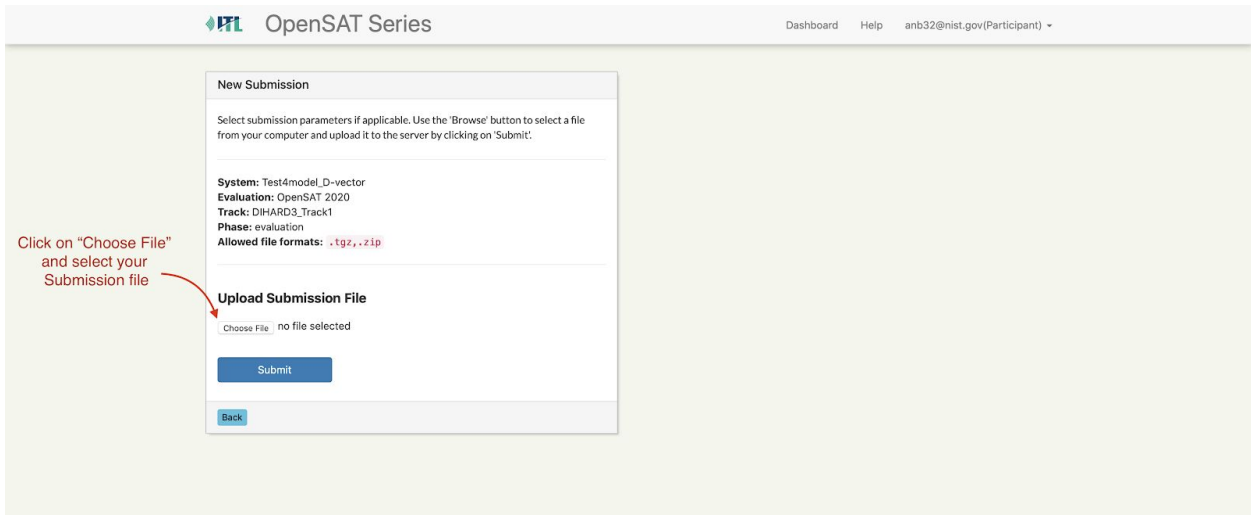 ITL OpenSAT Series
Dashboard Help anb32@nist.gov(Participant)
New Submission
Select submission parameters if applicable. Use the 'Browse' button to select a file
from your computer and upload it to the server by clicking on 'Submit'.
System: Test4model_D-vector
Evaluation: OpenSAT 2020
Track: DIHARD3_Track1
Phase: evaluation
Allowed file formats: .tgz,.zip
Click on “Choose File”
and select your
Submission file
Upload Submission File
Choose File no file selected
Submit
Back